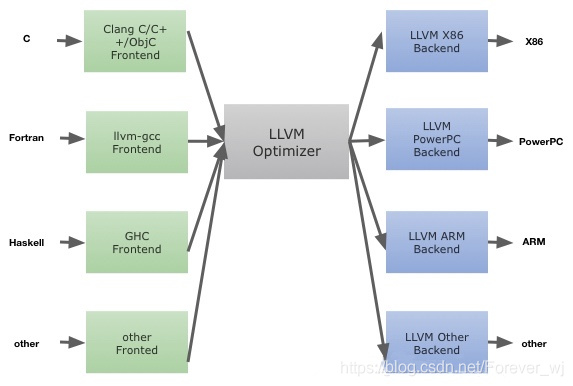 C
Clang C/C+
+/ObjC
Frontend
LLVM X86
Backend
X86
Fortran
llvm-gcc
Frontend
LLVM
Optimizer
LLVM
PowerPC
Backend
PowerPC
Haskell
GHC
Frontend
LLVM ARM
Backend
ARM
other
other
Fronted
LLVM Other
Backend
other
https://blog.csdn.net/Forever_wj